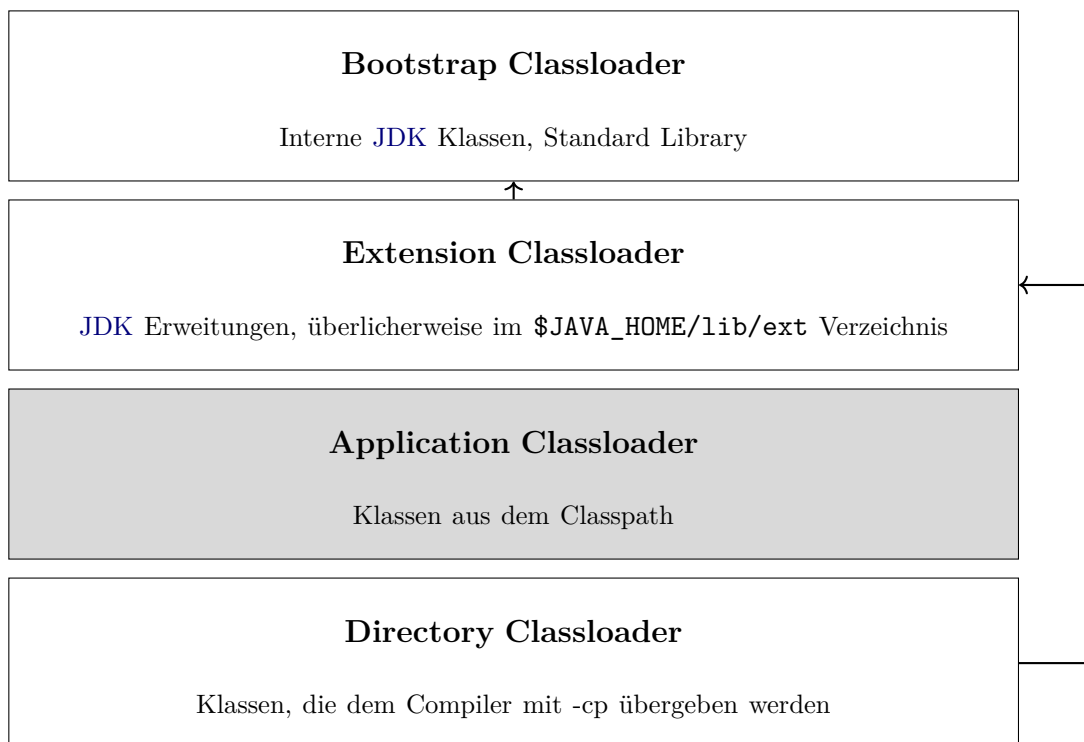 Bootstrap Classloader
Interne JDK Klassen, Standard Library
Extension Classloader
JDK Erweitungen, überlicherweise im $JAVA_HOME/lib/ext Verzeichnis
Application Classloader
Klassen aus dem Classpath
Directory Classloader
Klassen, die dem Compiler mit -cp übergeben werden